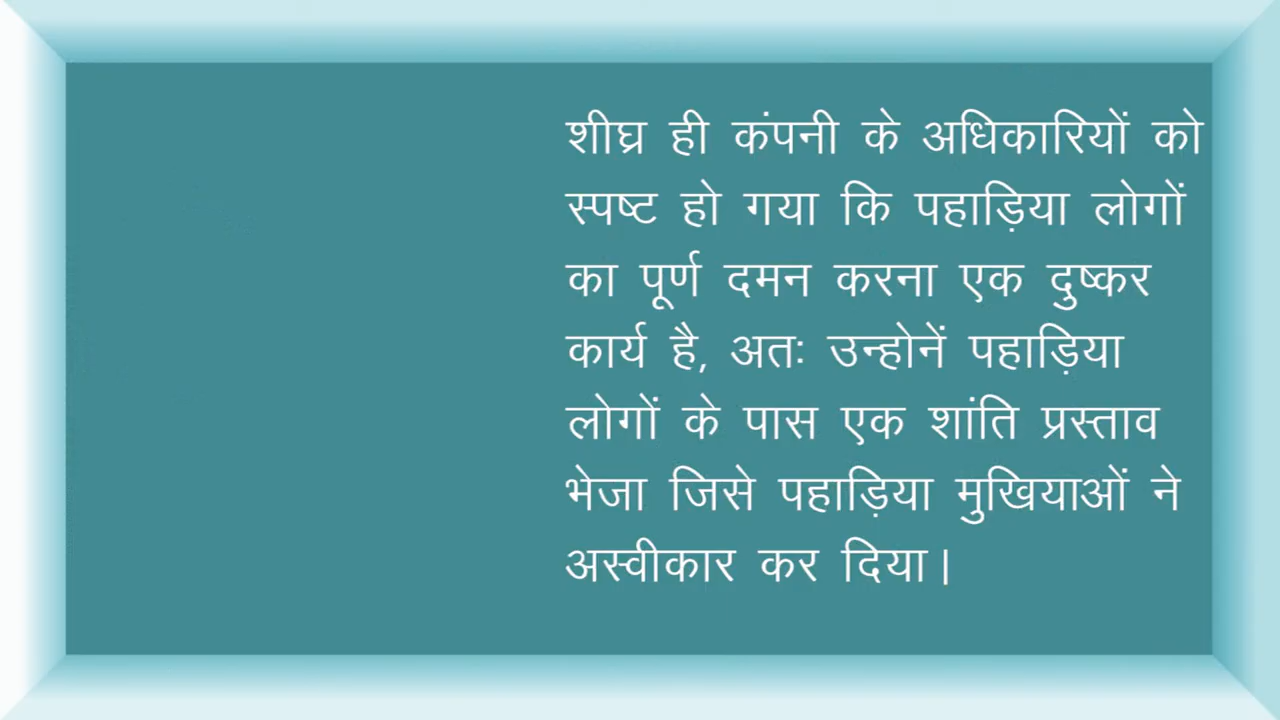 शीघ्र ही कंपनी के अधिकारियों को
स्पष्ट हो गया कि पहाड़िया लोगों
का पूर्ण दमन करना एक दुष्कर
कार्य है, अतः उन्होनें पहाड़िया
लोगों के पास एक शांति प्रस्ताव
भेजा जिसे पहाड़िया मुखियाओं ने
अस्वीकार कर दिया।